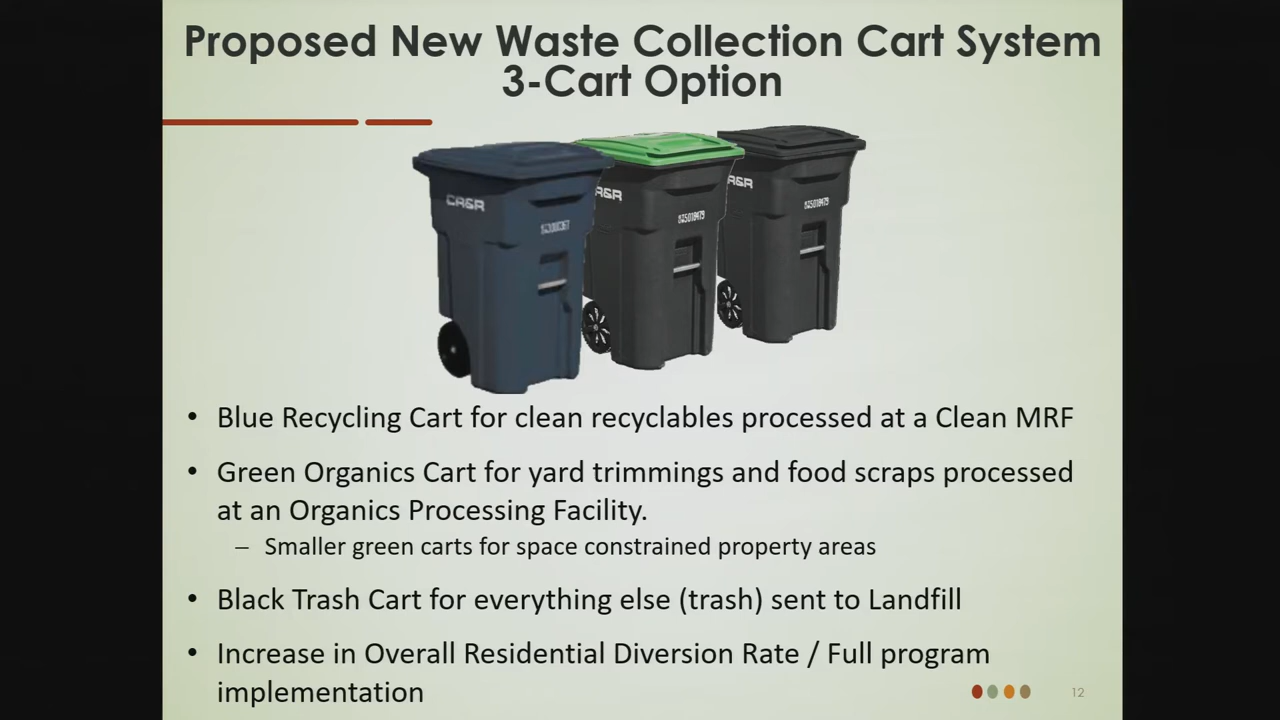 Proposed New Waste Collection Cart System
3-Cart Option
CR&R
R&R
R&R
• Blue Recycling Cart for clean recyclables processed at a Clean MRF
• Green Organics Cart for yard trimmings and food scraps processed
at an Organics Processing Facility.
– Smaller green carts for space constrained property areas
• Black Trash Cart for everything else (trash) sent to Landfill
• Increase in Overall Residential Diversion Rate / Full program
implementation
12